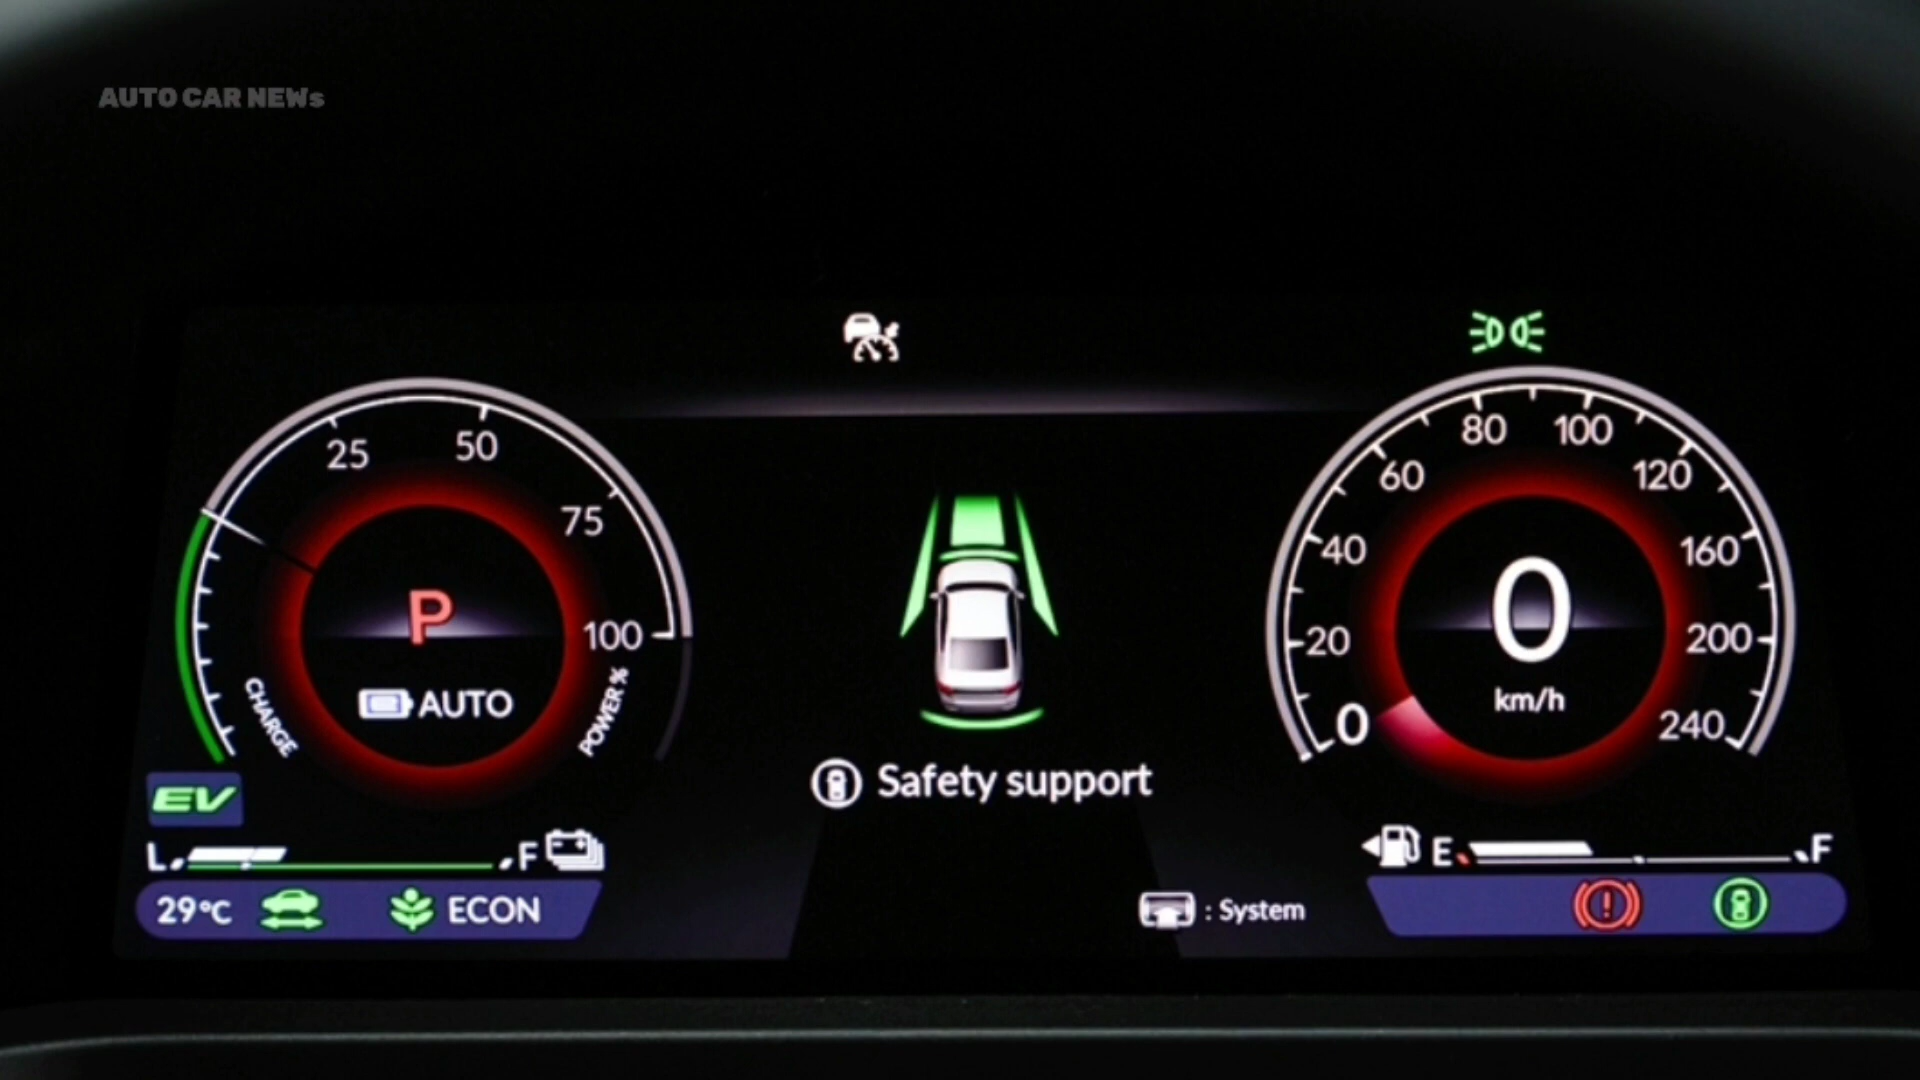 AUTO CAR NEWs
25
50
75
100
CHARGE
POWER%
P
AUTO
EV
L
F
29°C
ECON
Safety support
: System
0
20
40
60
80
100
120
160
200
240
0
km/h
E
F